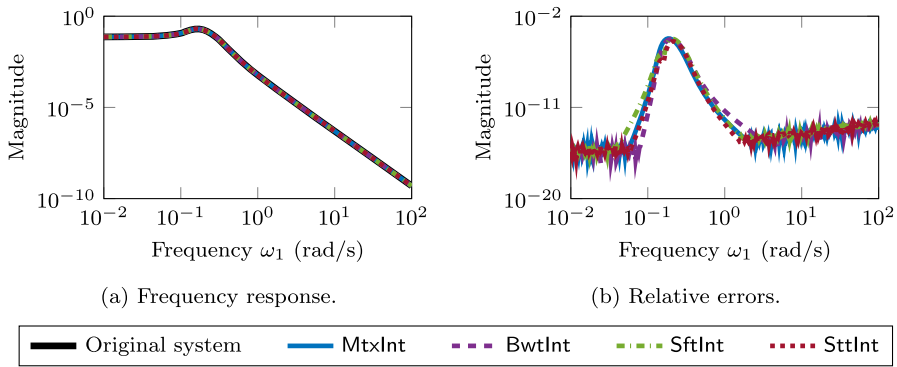 10^0
10^-5
10^-10
Magnitude
10^-2 10^-1 10^0 10^1 10^2
Frequency ω1 (rad/s)
(a) Frequency response.
10^-2
10^-11
10^-20
Magnitude
10^-2 10^-1 10^0 10^1 10^2
Frequency ω1 (rad/s)
(b) Relative errors.
Original system MtxInt BwtInt SftInt SttInt